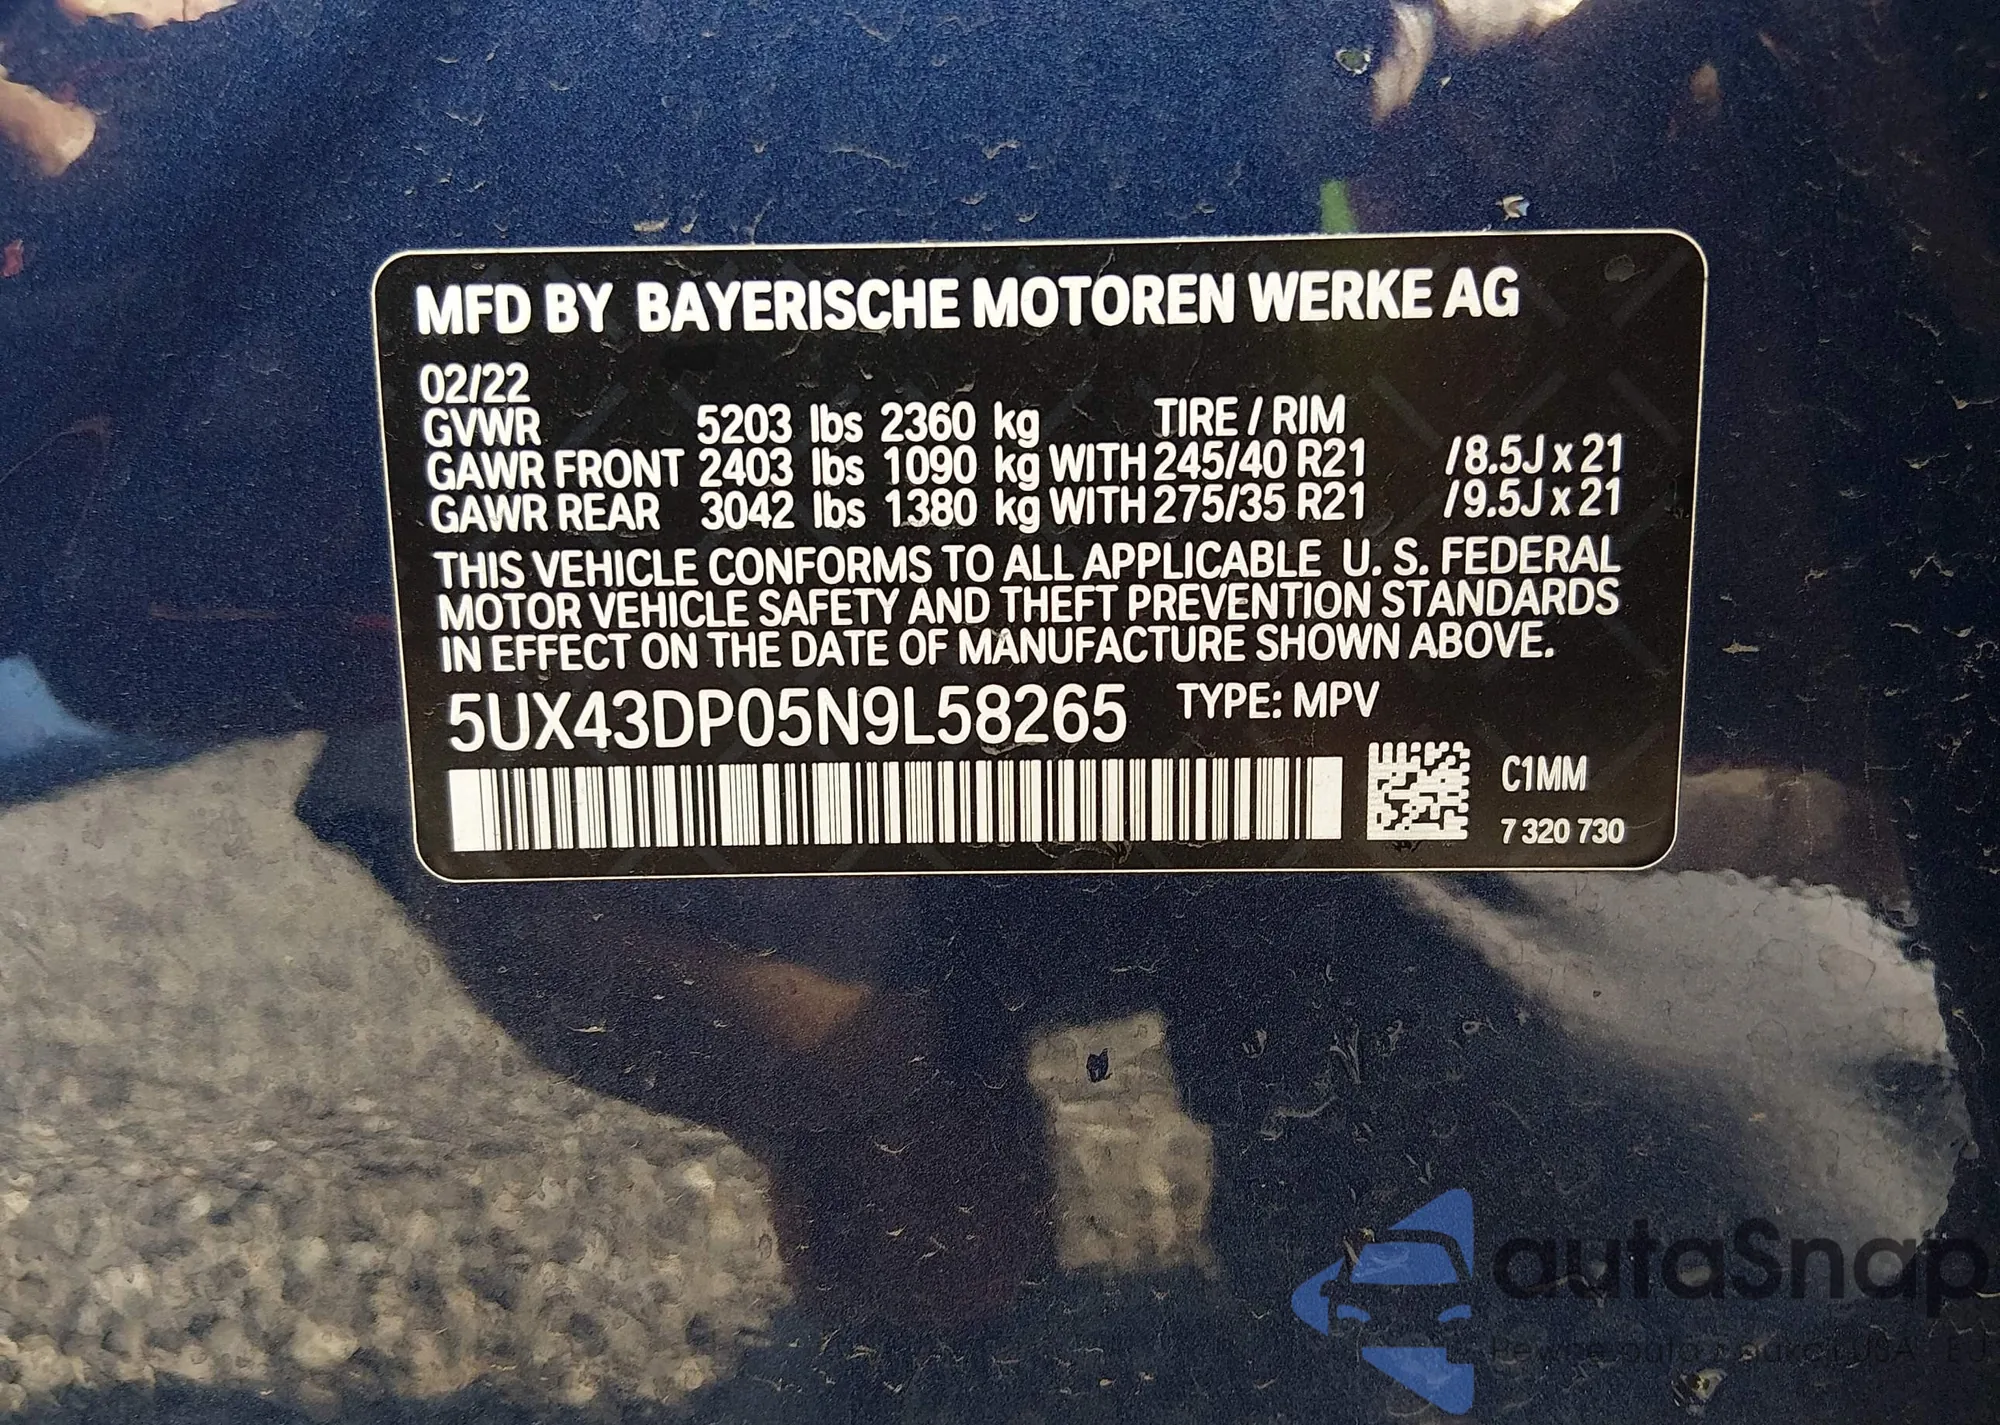 MFD BY BAYERISCHE MOTOREN WERKE AG
02/22
GVWR 5203 lbs 2360 kg TIRE / RIM
GAWR FRONT 2403 lbs 1090 kg WITH 245/40 R21 /8.5J x 21
GAWR REAR 3042 lbs 1380 kg WITH 275/35 R21 /9.5J x 21
THIS VEHICLE CONFORMS TO ALL APPLICABLE U. S. FEDERAL
MOTOR VEHICLE SAFETY AND THEFT PREVENTION STANDARDS
IN EFFECT ON THE DATE OF MANUFACTURE SHOWN ABOVE.
5UX43DP05N9L58265 TYPE: MPV
C1MM
7 320 730
autaSnap
USA
EU